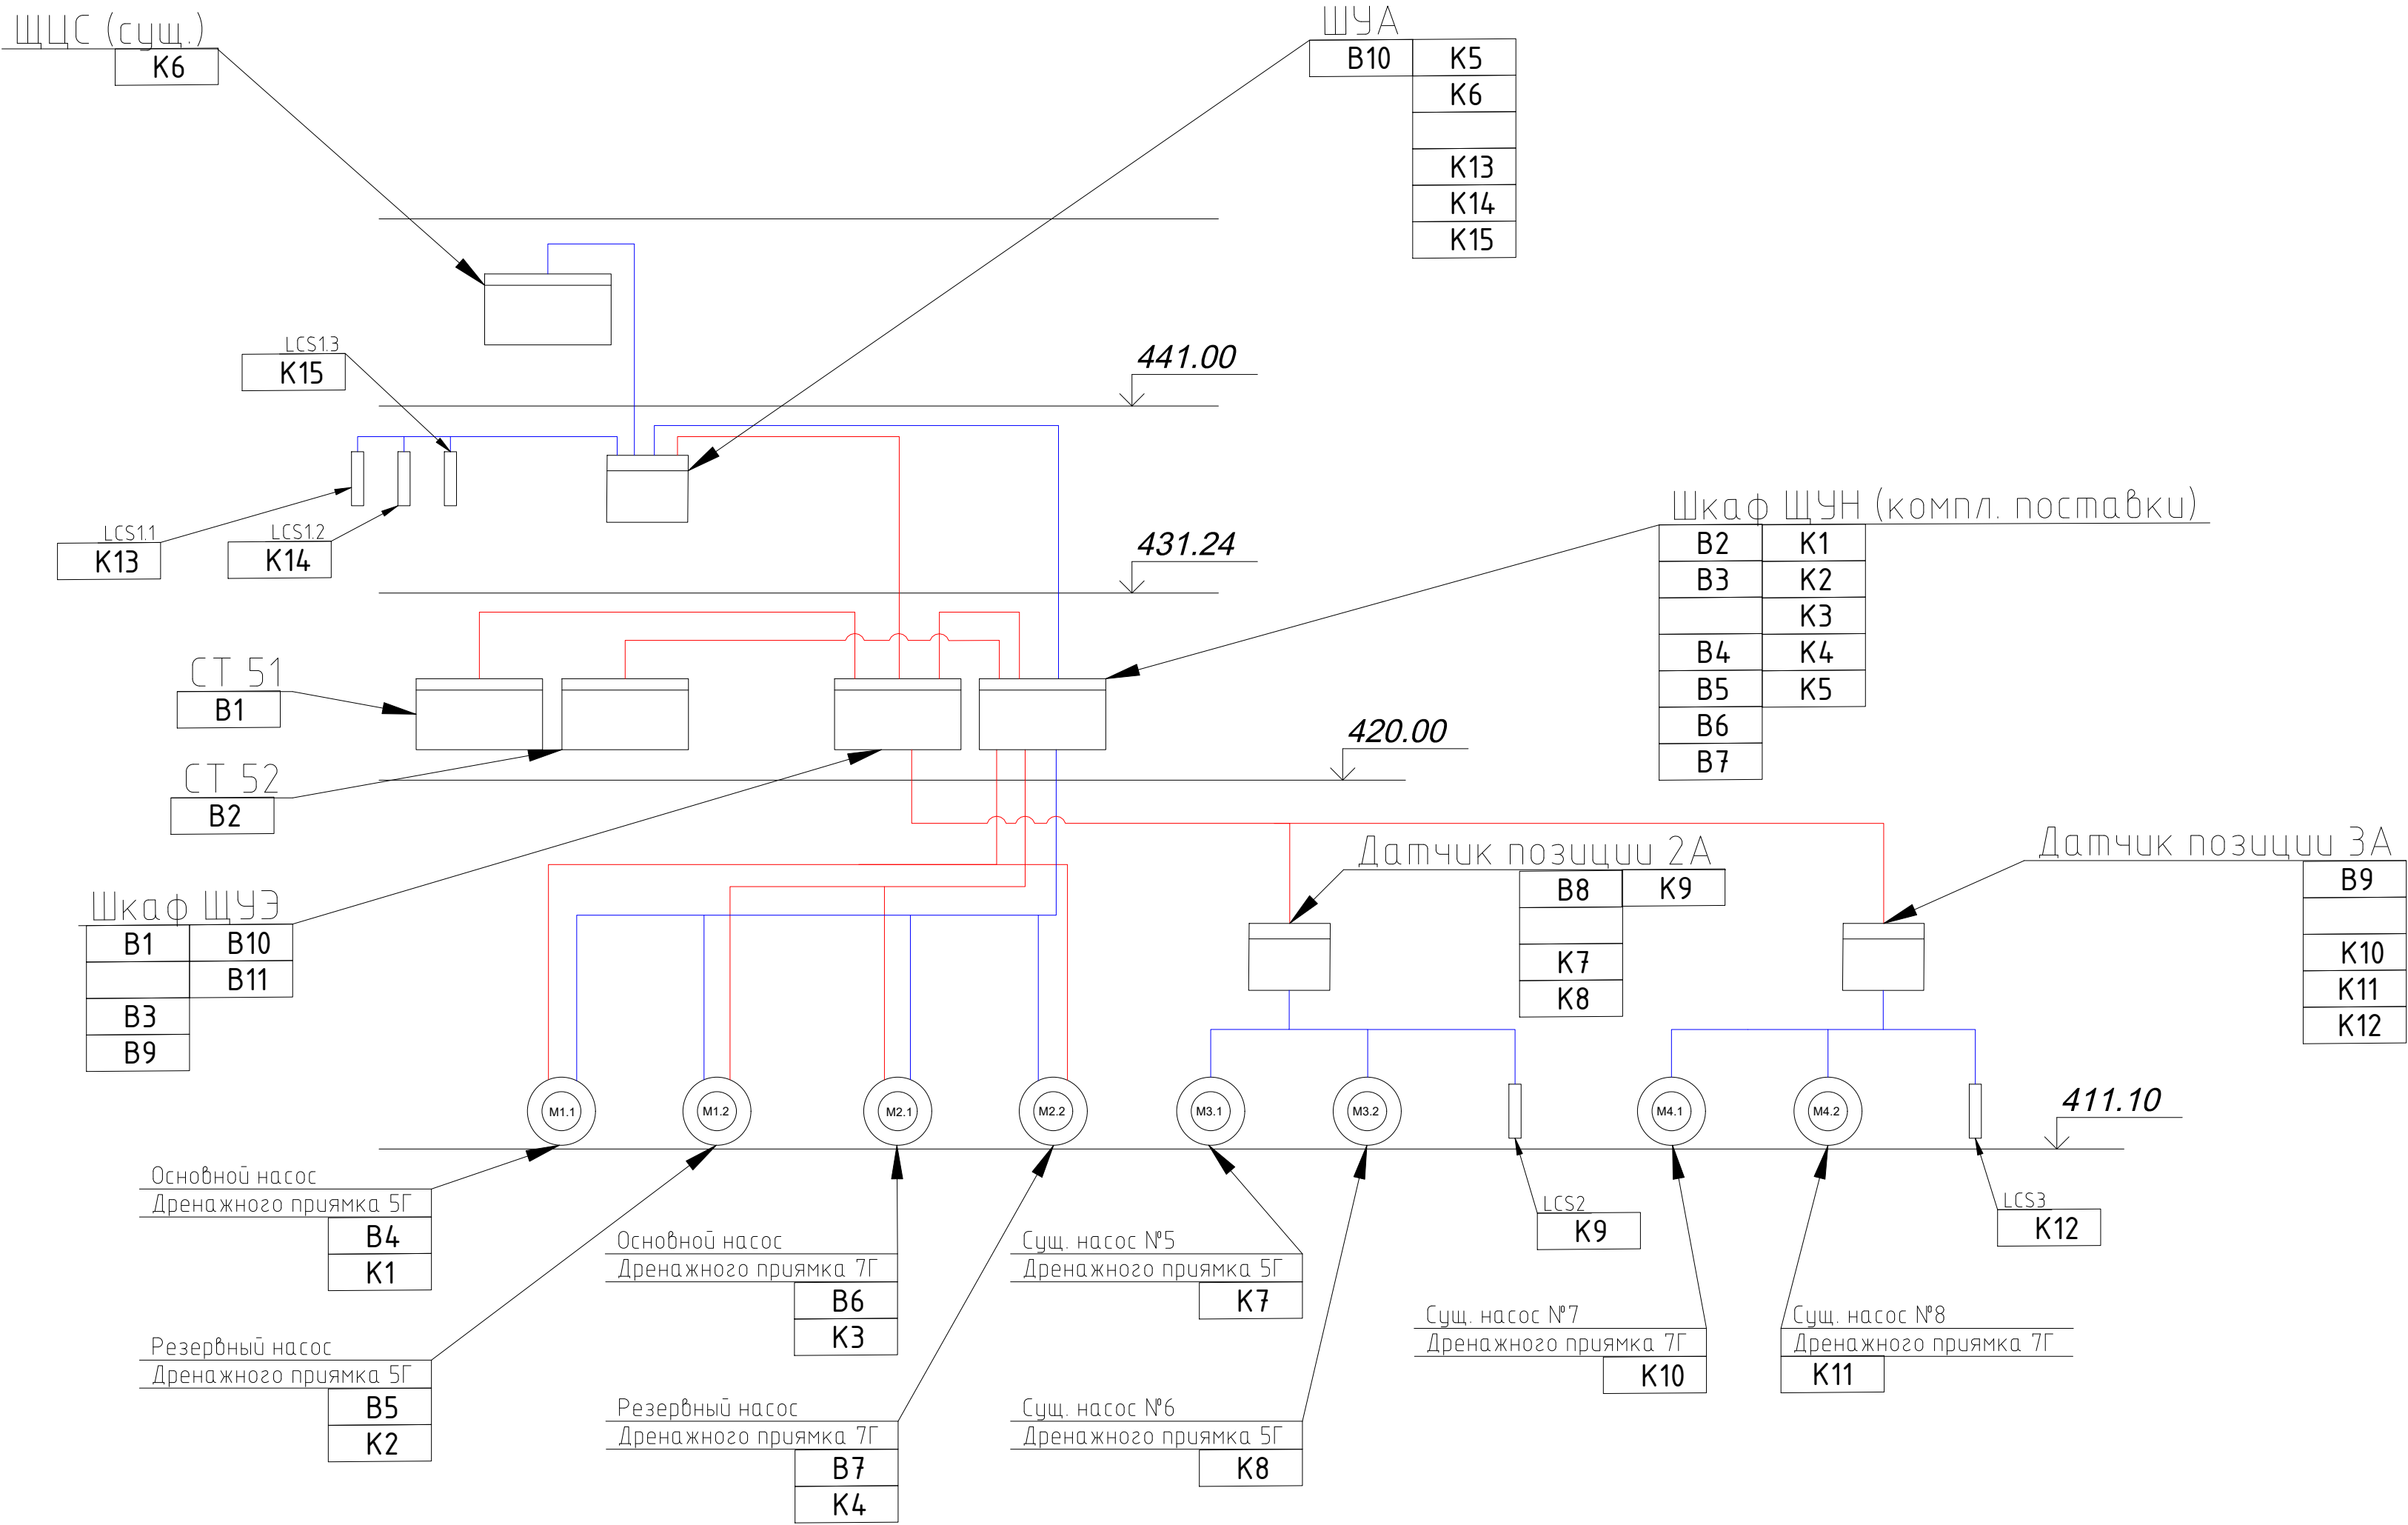 ЩЦС (сущ.)
К6
ШУА
В10 К5
К6
К13
К14
К15
LCS1.3
К15
441.00
LCS1.1
К13
LCS1.2
К14
431.24
Шкаф ЩУН (компл. поставки)
В2 К1
В3 К2
К3
В4 К4
В5 К5
В6
В7
СТ 51
В1
СТ 52
В2
420.00
Шкаф ЩУЭ
В1 В10
В11
В3
В9
Датчик позиции 2А
В8 К9
К7
К8
Датчик позиции 3А
В9
К10
К11
К12
M1.1
M1.2
M2.1
M2.2
M3.1
M3.2
M4.1
M4.2
411.10
Основной насос
Дренажного приямка 5Г
В4
К1
Резервный насос
Дренажного приямка 5Г
В5
К2
Основной насос
Дренажного приямка 7Г
В6
К3
Резервный насос
Дренажного приямка 7Г
В7
К4
Сущ. насос №5
Дренажного приямка 5Г
К7
Сущ. насос №6
Дренажного приямка 5Г
К8
LCS2
К9
Сущ. насос №7
Дренажного приямка 7Г
К10
Сущ. насос №8
Дренажного приямка 7Г
К11
LCS3
К12